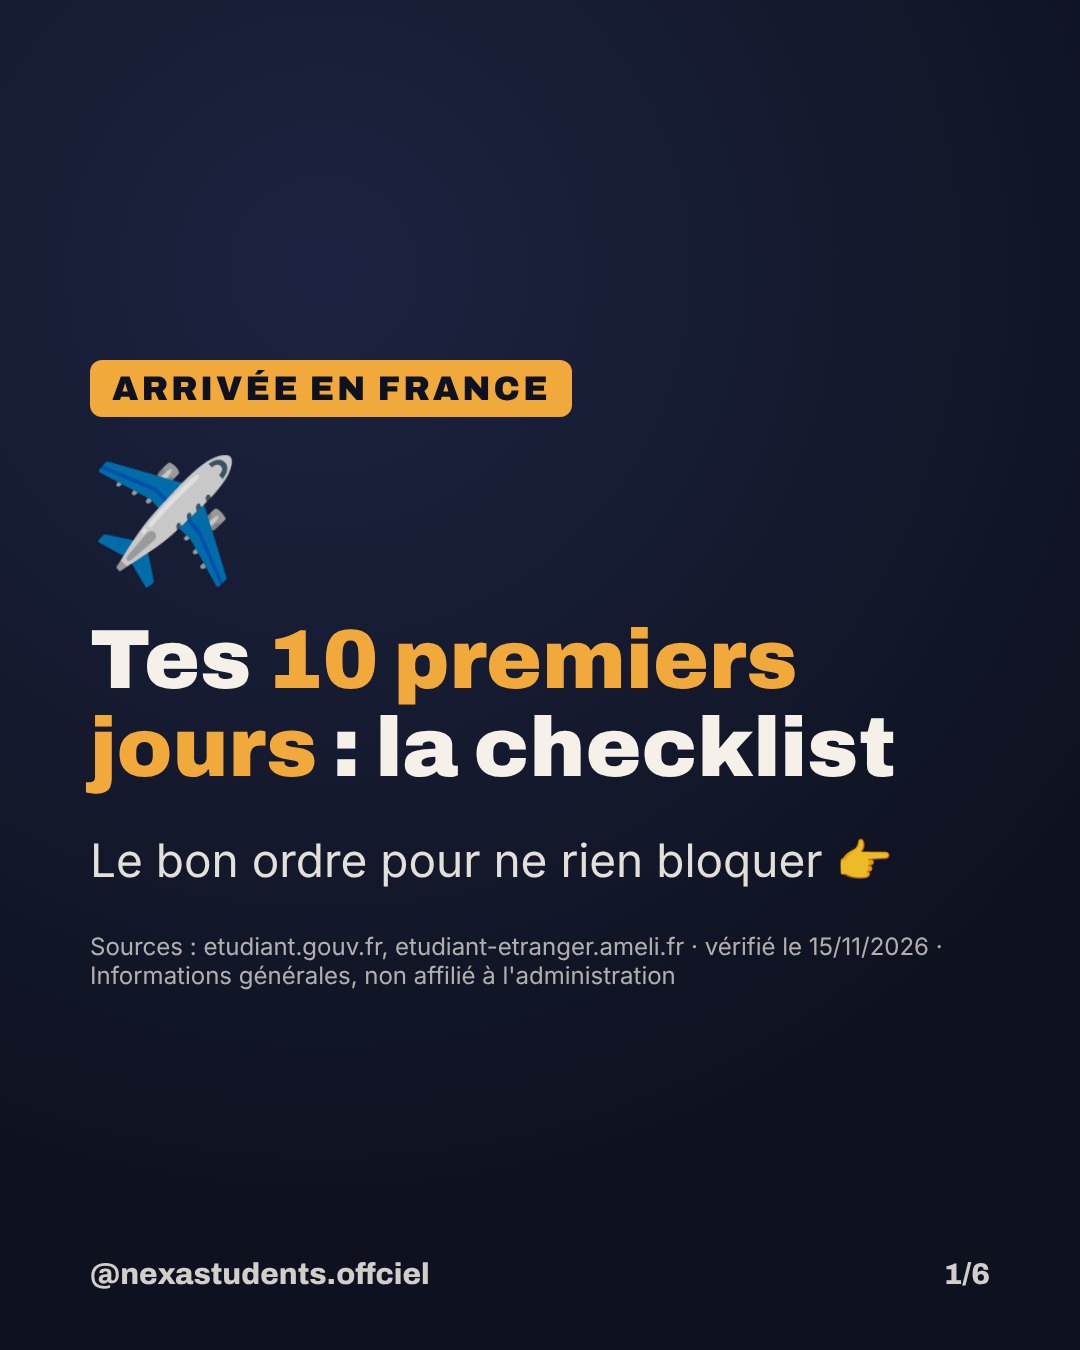 ARRIVÉE EN FRANCE
Tes 10 premiers
jours : la checklist
Le bon ordre pour ne rien bloquer 👉
Sources : etudiant.gouv.fr, etudiant-etranger.ameli.fr · vérifié le 15/11/2026 ·
Informations générales, non affilié à l'administration
@nexastudents.offciel
1/6